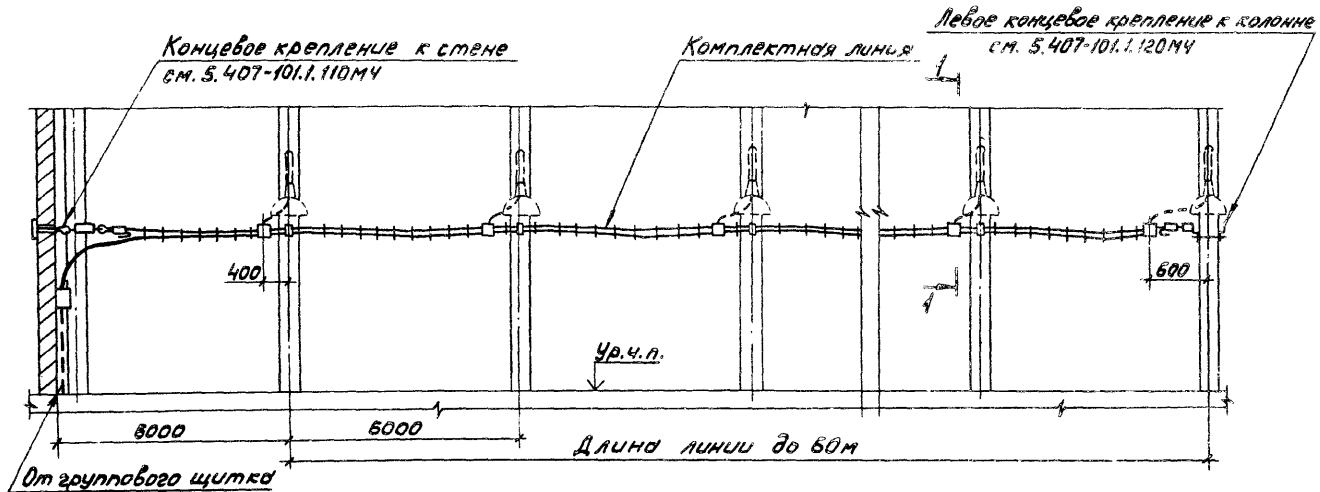 Концевое крепление к стене
см. 5.407-101.1.110МЧ
Комплектная линия
Левое концевое крепление к колонне
см. 5.407-101.1.120МЧ
1
400
600
1
Ур.ч.п.
6000
6000
Длина линии до 60м
От группового щитка